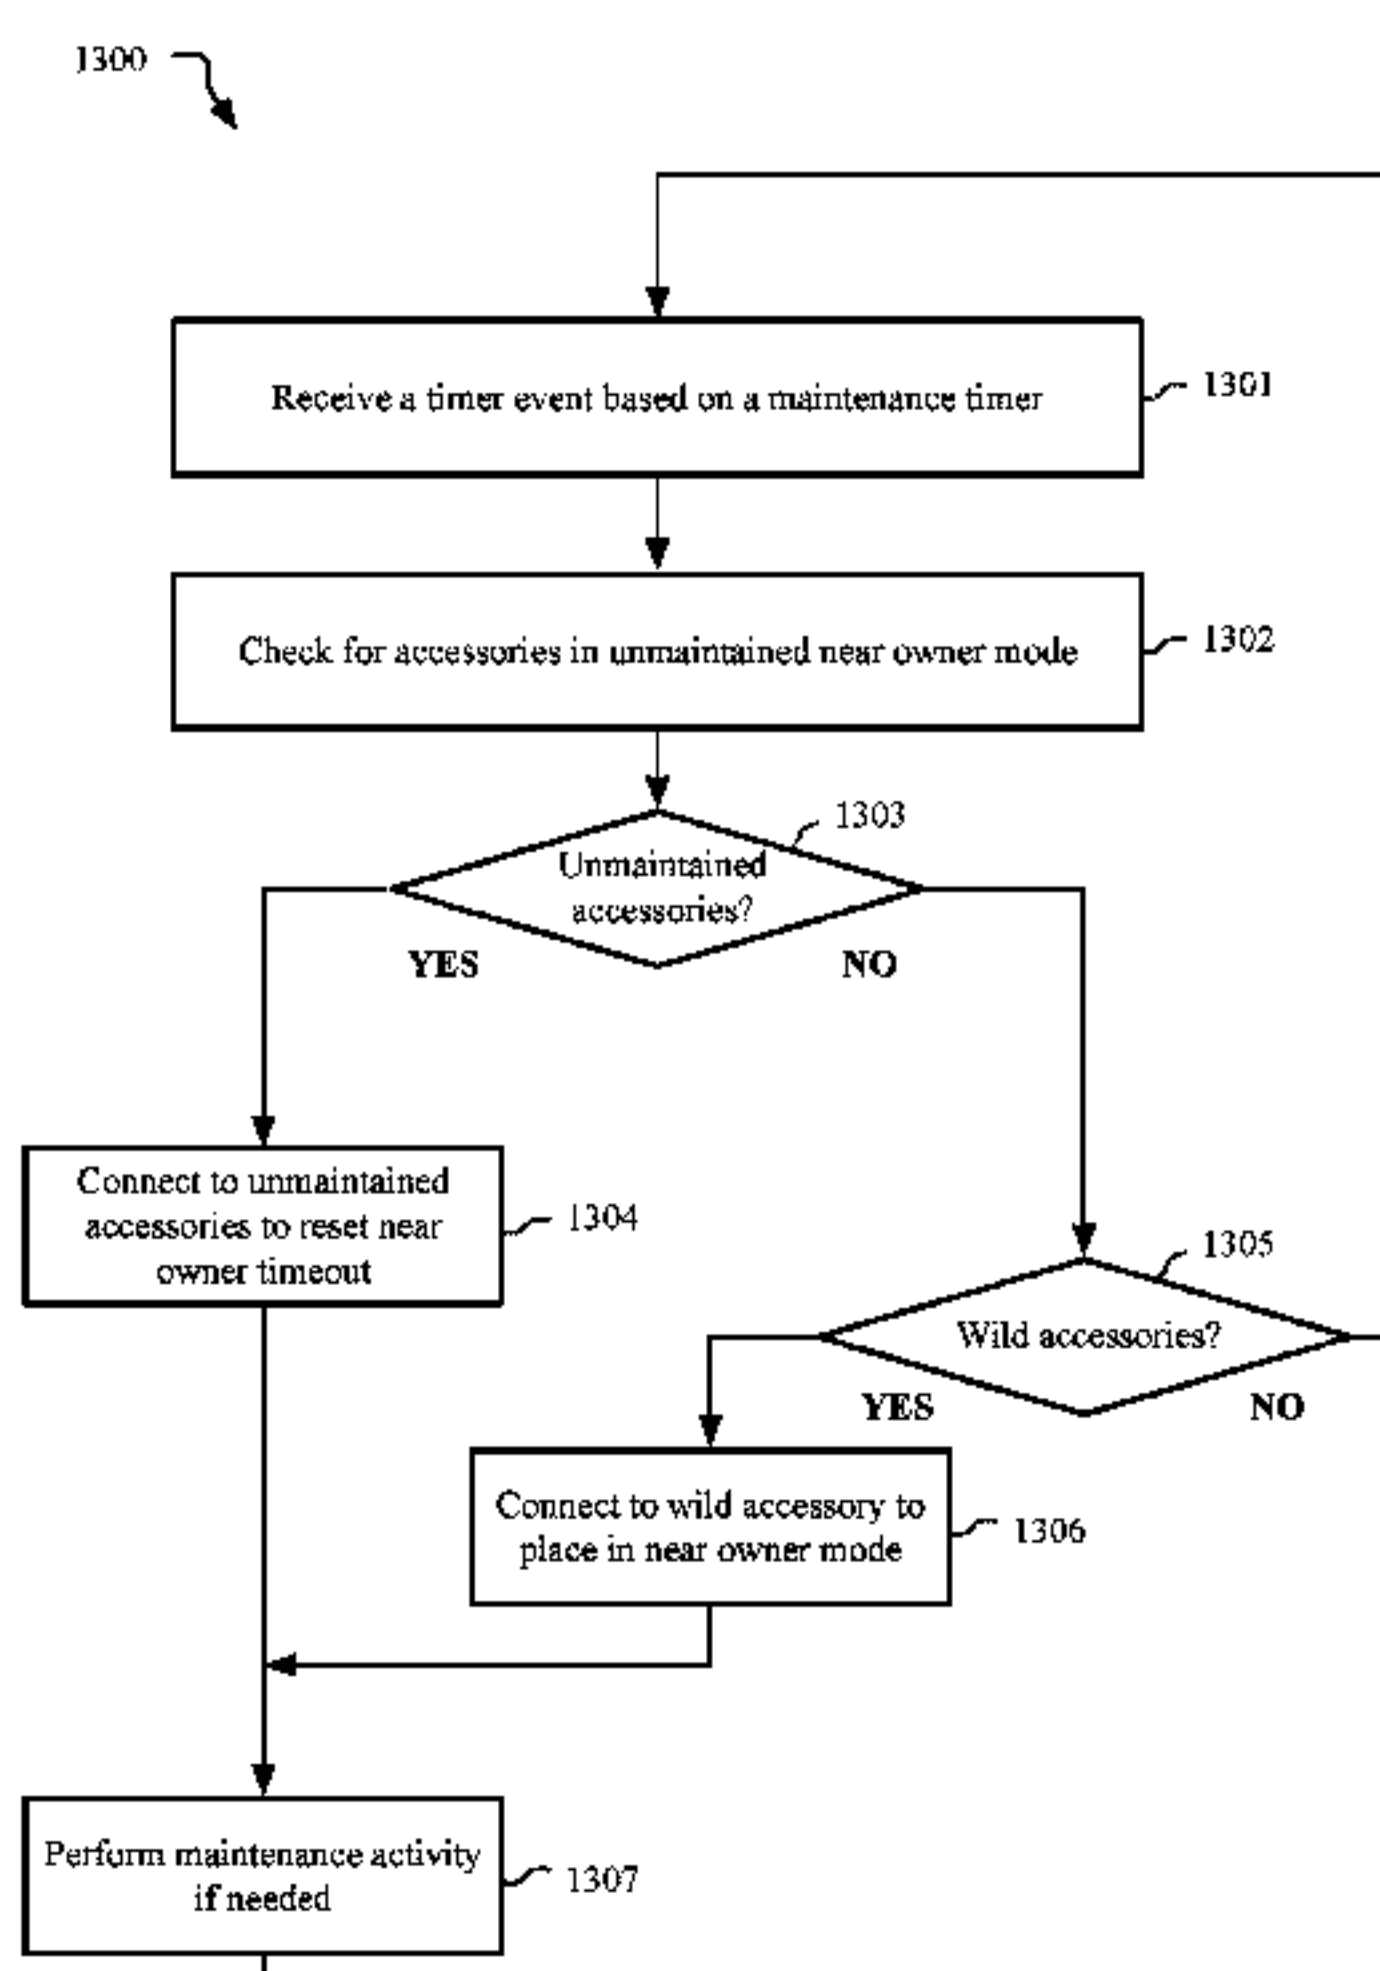 1300
Receive a timer event based on a maintenance timer
1301
Check for accessories in unmaintained near owner mode
1302
1303
Unmaintained
accessories?
YES
NO
Connect to unmaintained
accessories to reset near
owner timeout
1304
1305
Wild accessories?
YES
NO
Connect to wild accessory to
place in near owner mode
1306
Perform maintenance activity
if needed
1307